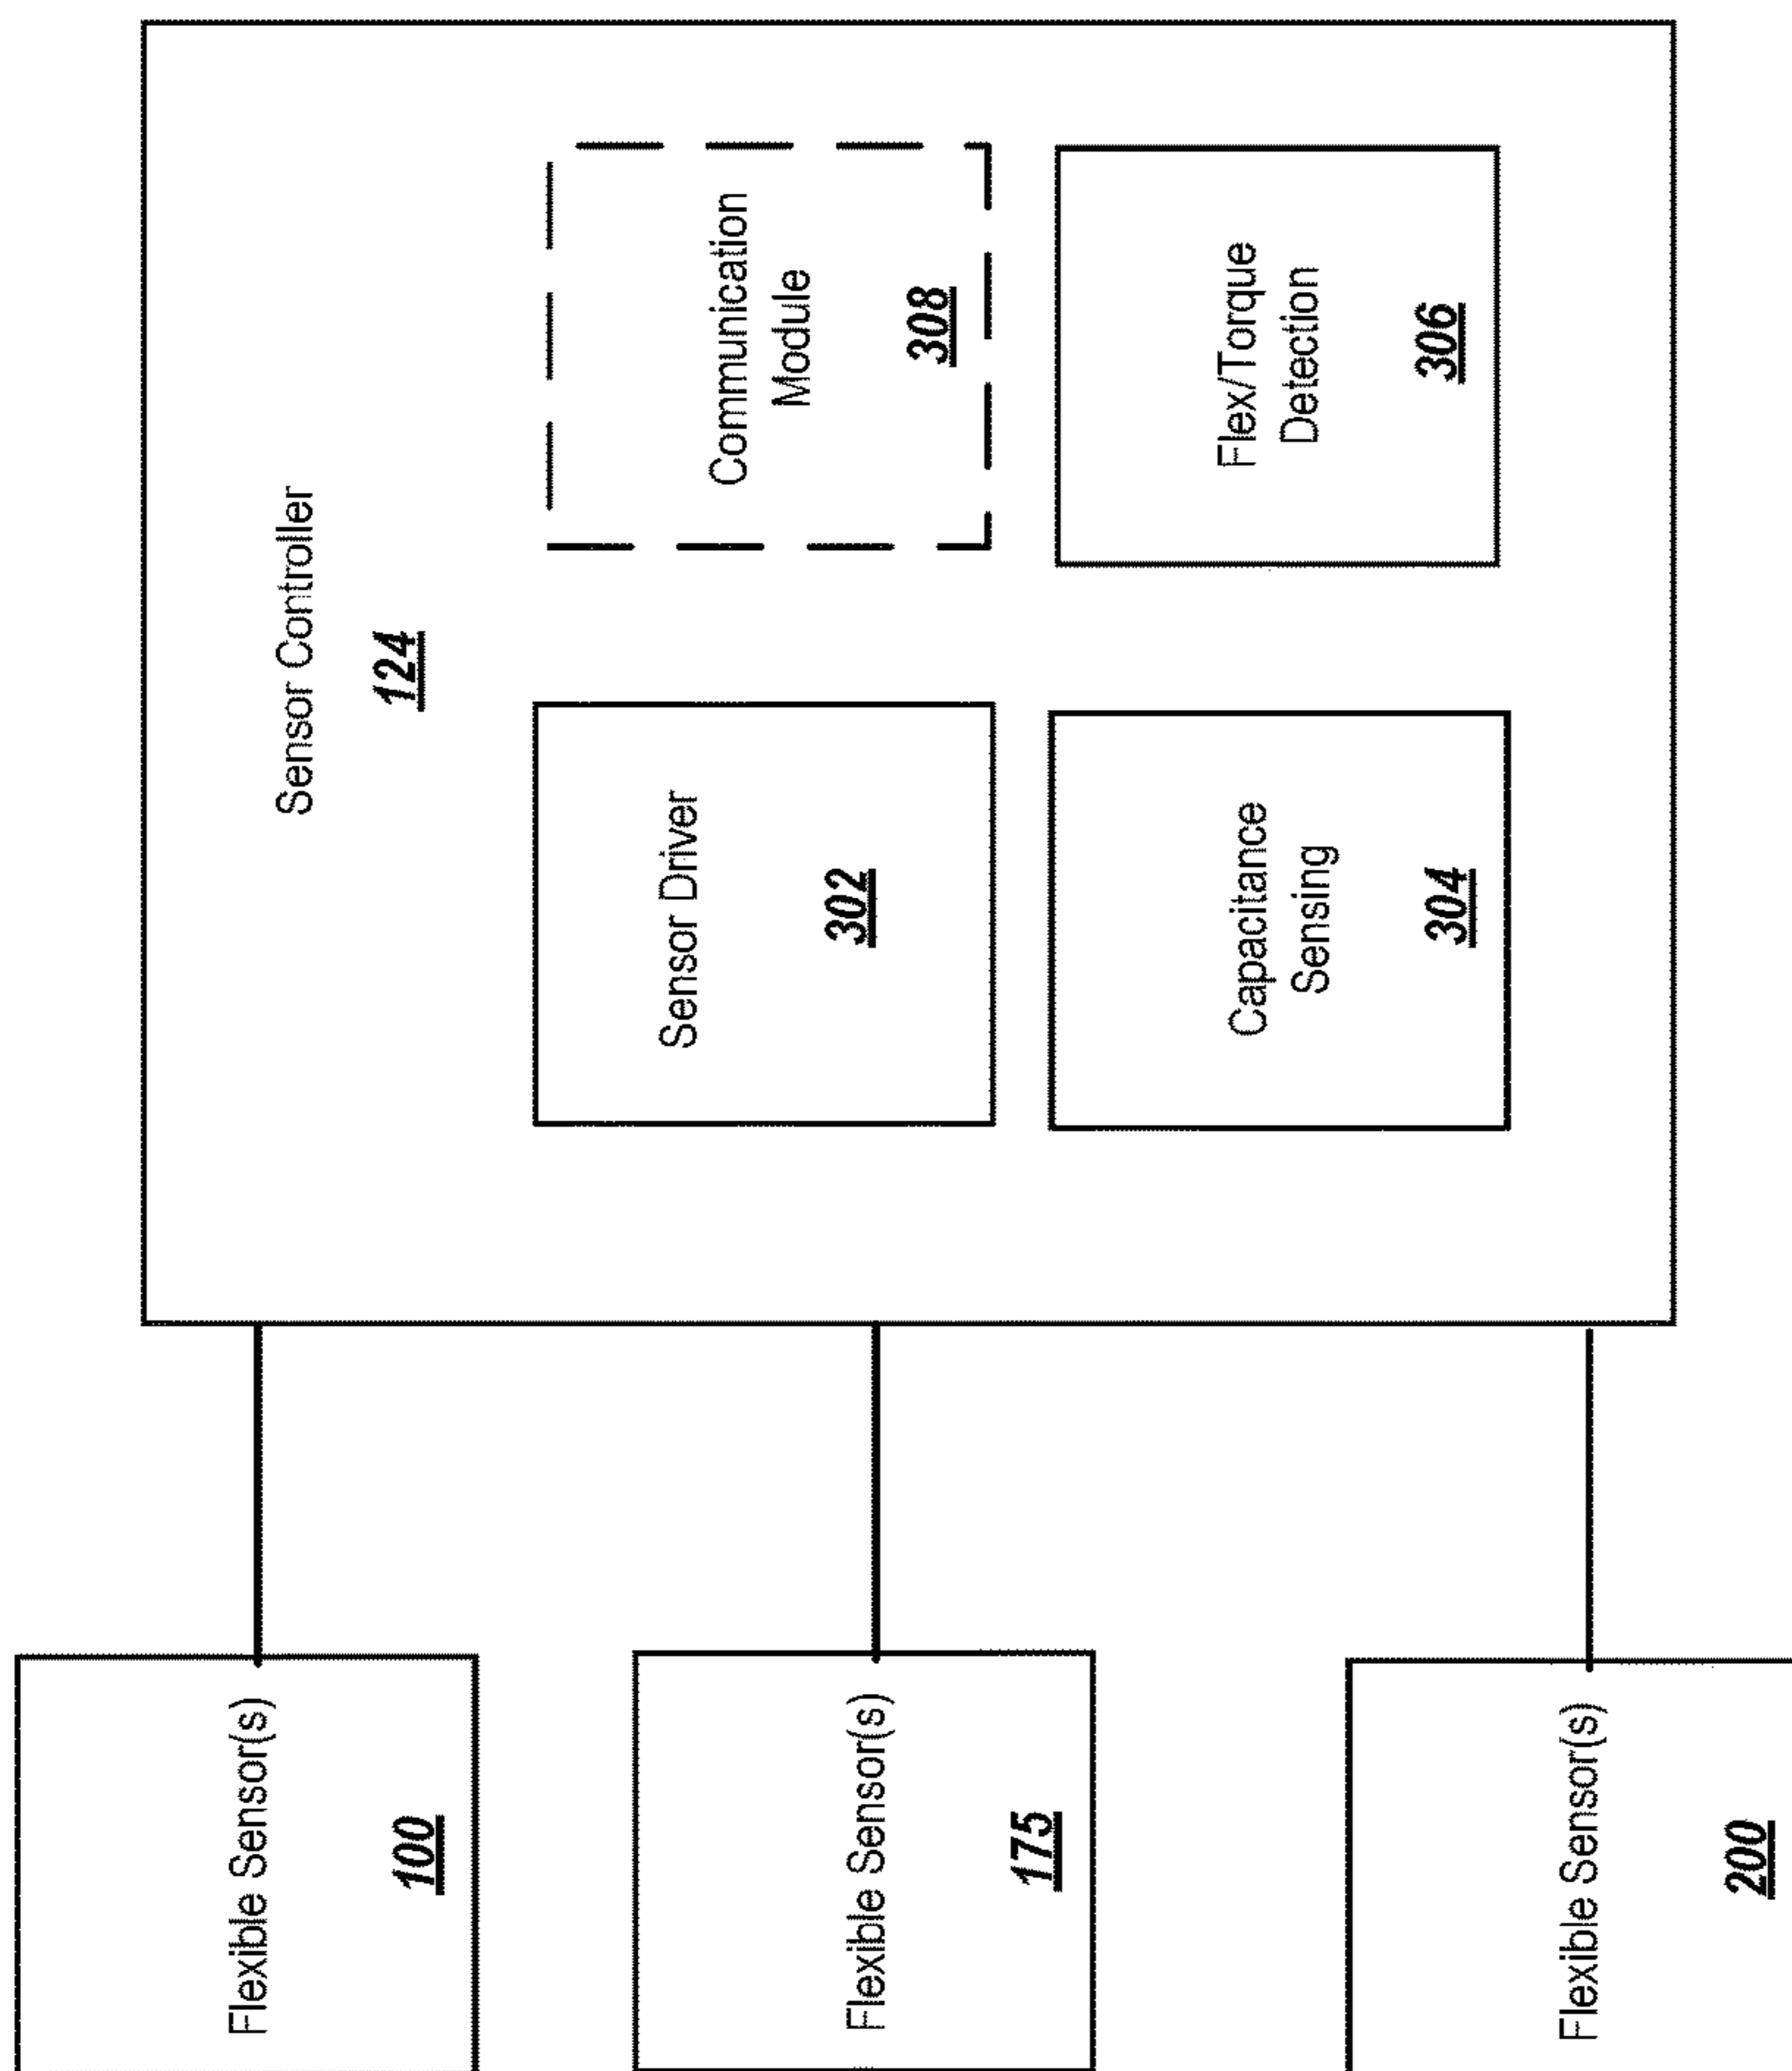 Sensor Controller
124
Sensor Driver
302
Communication
Module
308
Capacitance
Sensing
304
Flex/Torque
Detection
306
Flexible Sensor(s)
100
Flexible Sensor(s)
175
Flexible Sensor(s)
200